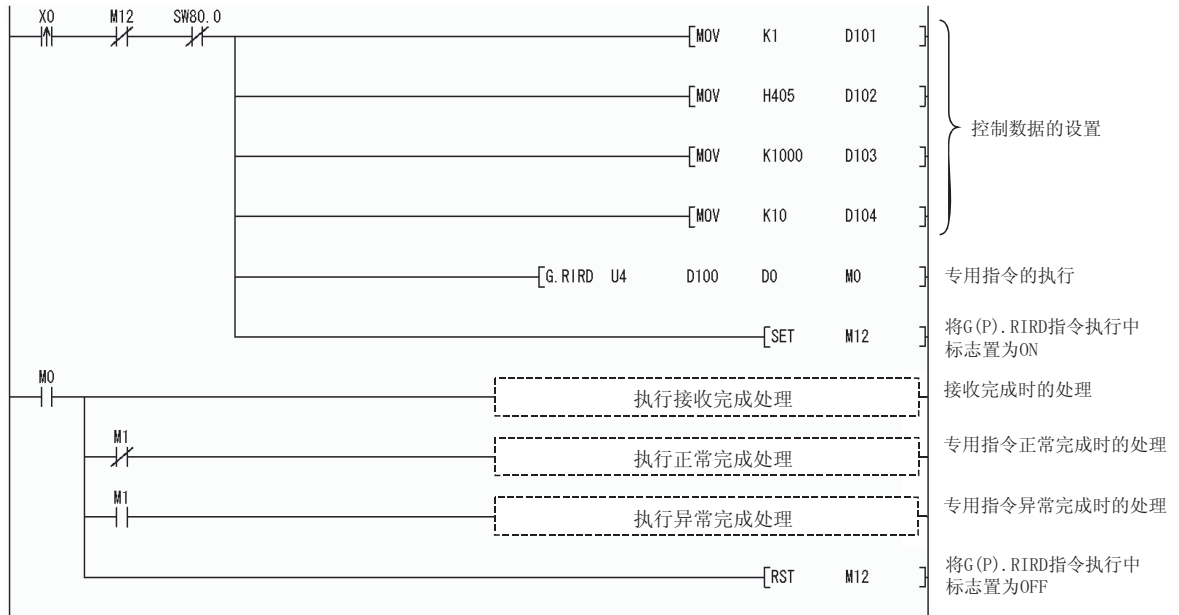 X0 M12 SW80.0
MOV K1 D101
MOV H405 D102
控制数据的设置
MOV K1000 D103
MOV K10 D104
G.RIRD U4 D100 D0 M0 专用指令的执行
SET M12 将G(P).RIRD指令执行中
标志置为ON
M0
执行接收完成处理 接收完成时的处理
M1
执行正常完成处理 专用指令正常完成时的处理
M1
执行异常完成处理 专用指令异常完成时的处理
RST M12 将G(P).RIRD指令执行中
标志置为OFF